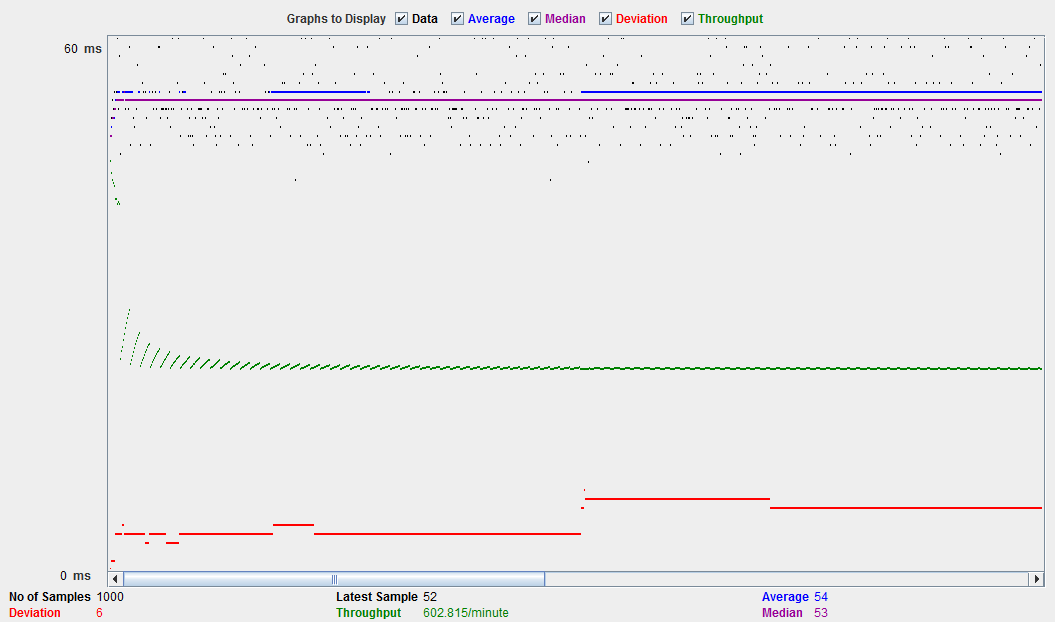 Graphs to Display Data Average Median Deviation Throughput
60 ms
0 ms
No of Samples 1000 Latest Sample 52 Average 54
Deviation 6 Throughput 602.815/minute Median 53